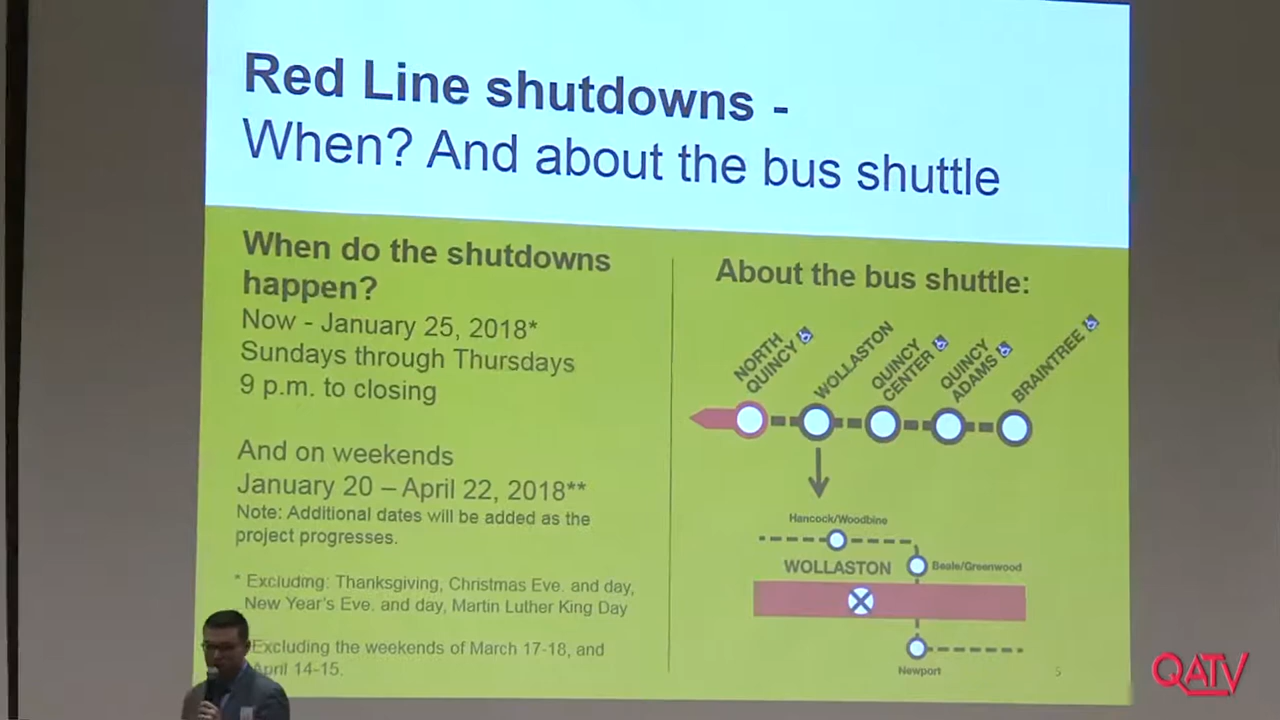 Red Line shutdowns -
When? And about the bus shuttle
When do the shutdowns
happen?
Now - January 25, 2018*
Sundays through Thursdays
9 p.m. to closing
And on weekends
January 20 – April 22, 2018**
Note: Additional dates will be added as the
project progresses.
* Excluding: Thanksgiving, Christmas Eve. and day,
New Year's Eve. and day, Martin Luther King Day
Excluding the weekends of March 17-18, and
April 14-15.
About the bus shuttle:
NORTH
QUINCY
WOLLASTON
QUINCY
CENTER
QUINCY
ADAMS
BRAINTREE
Hancock/Woodbine
WOLLASTON
Beale/Greenwood
Newport
5
QATV